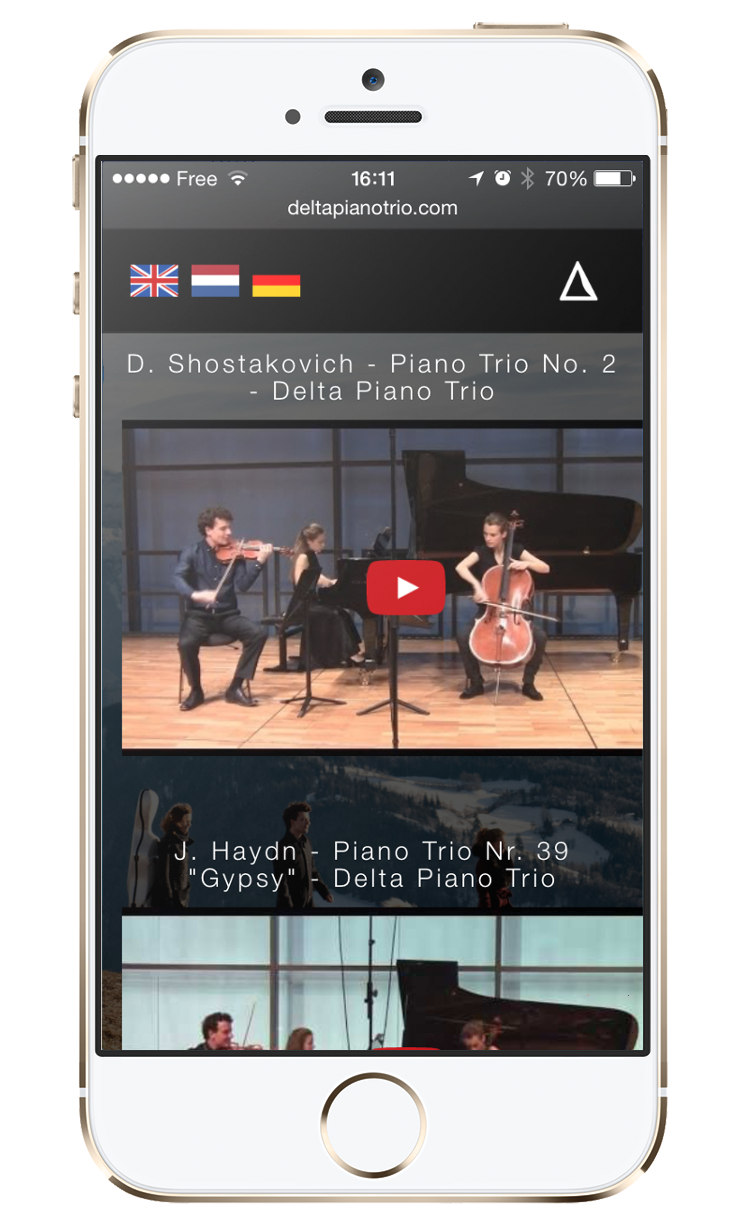 Free 16:11 70%
deltapianotrio.com
D. Shostakovich - Piano Trio No. 2
- Delta Piano Trio
J. Haydn - Piano Trio Nr. 39
"Gypsy" - Delta Piano Trio